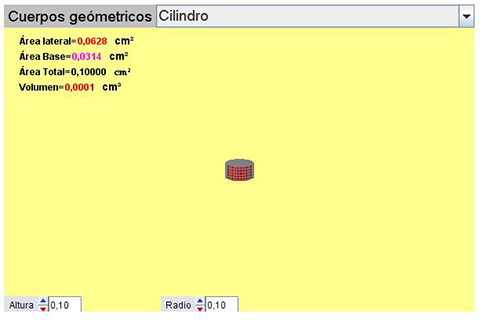 Cuerpos geómetricos Cilindro
Área lateral=0,0628 cm²
Área Base=0,0314 cm²
Área Total=0,10000 cm²
Volumen=0,0001 cm³
Altura 0,10 Radio 0,10